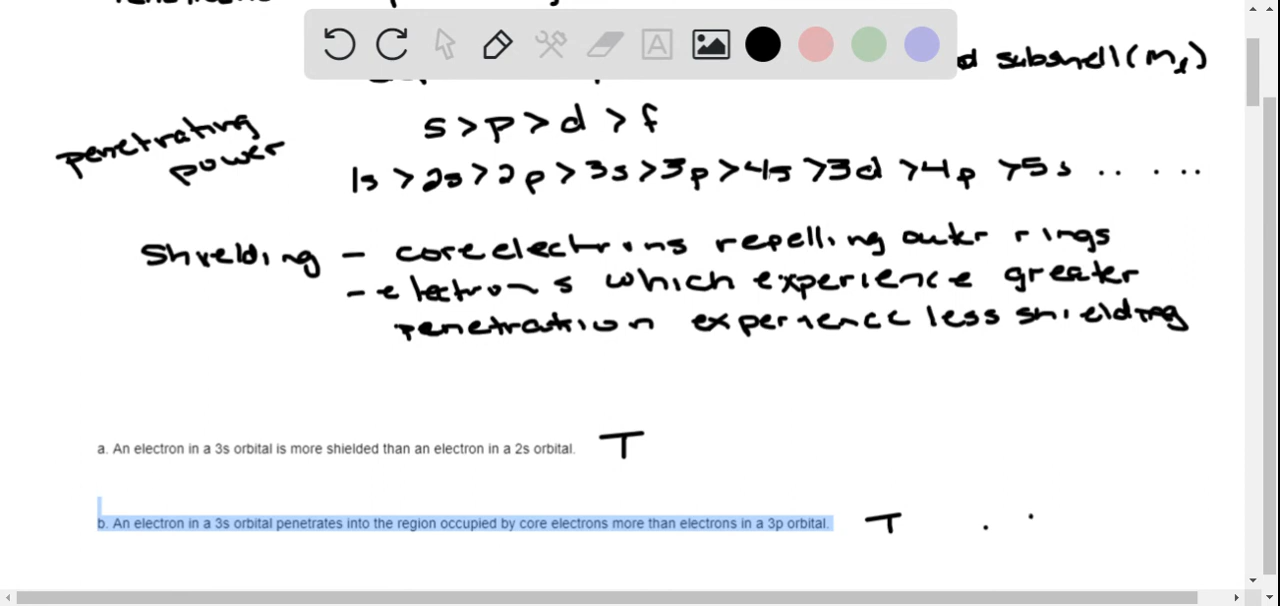 d subshell(mℓ)
s > p > d > f
penetrating power
1s > 2s > 2p > 3s > 3p > 4s > 3d > 4p > 5s .. . ..
Shielding - core electrons repelling outer rings
- electrons which experience greater
penetration experience less shielding
a. An electron in a 3s orbital is more shielded than an electron in a 2s orbital. T
b. An electron in a 3s orbital penetrates into the region occupied by core electrons more than electrons in a 3p orbital. T